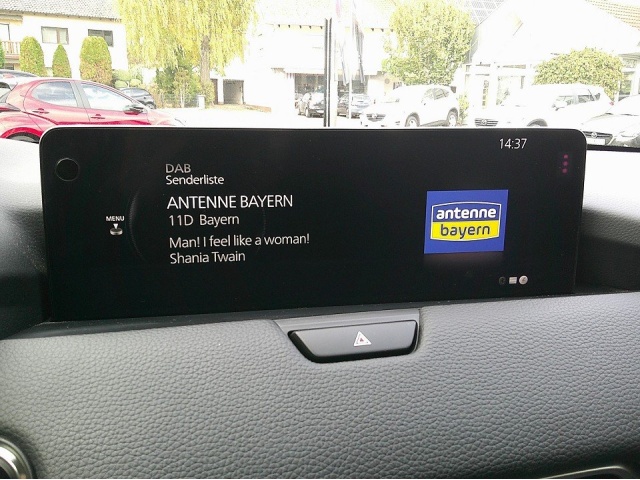 14:37
DAB
Senderliste
ANTENNE BAYERN
11D Bayern
Man! I feel like a woman!
Shania Twain
MENU
antenne
bayern